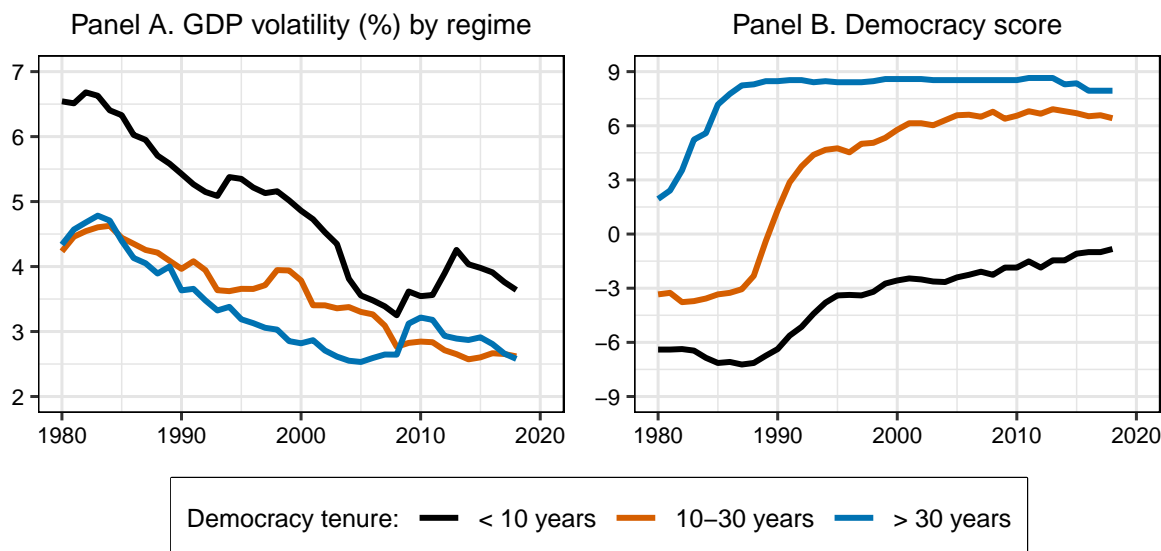 Panel A. GDP volatility (%) by regime
7
6
5
4
3
2
1980 1990 2000 2010 2020
Panel B. Democracy score
9
6
3
0
−3
−6
−9
1980 1990 2000 2010 2020
Democracy tenure: < 10 years 10−30 years > 30 years